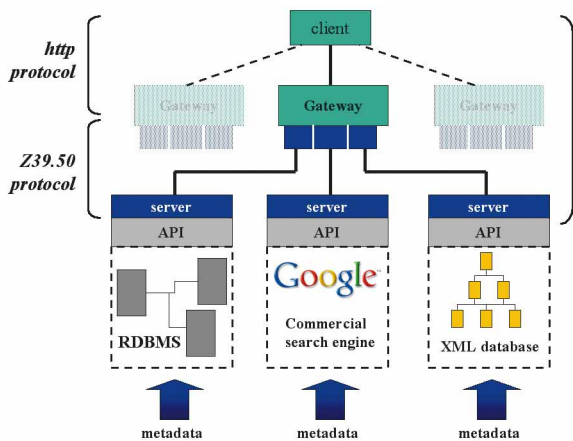 client
http
protocol
Gateway
Gateway
Gateway
Z39.50
protocol
server
server
server
API
API
API
RDBMS
Google™
Commercial
search engine
XML database
metadata
metadata
metadata